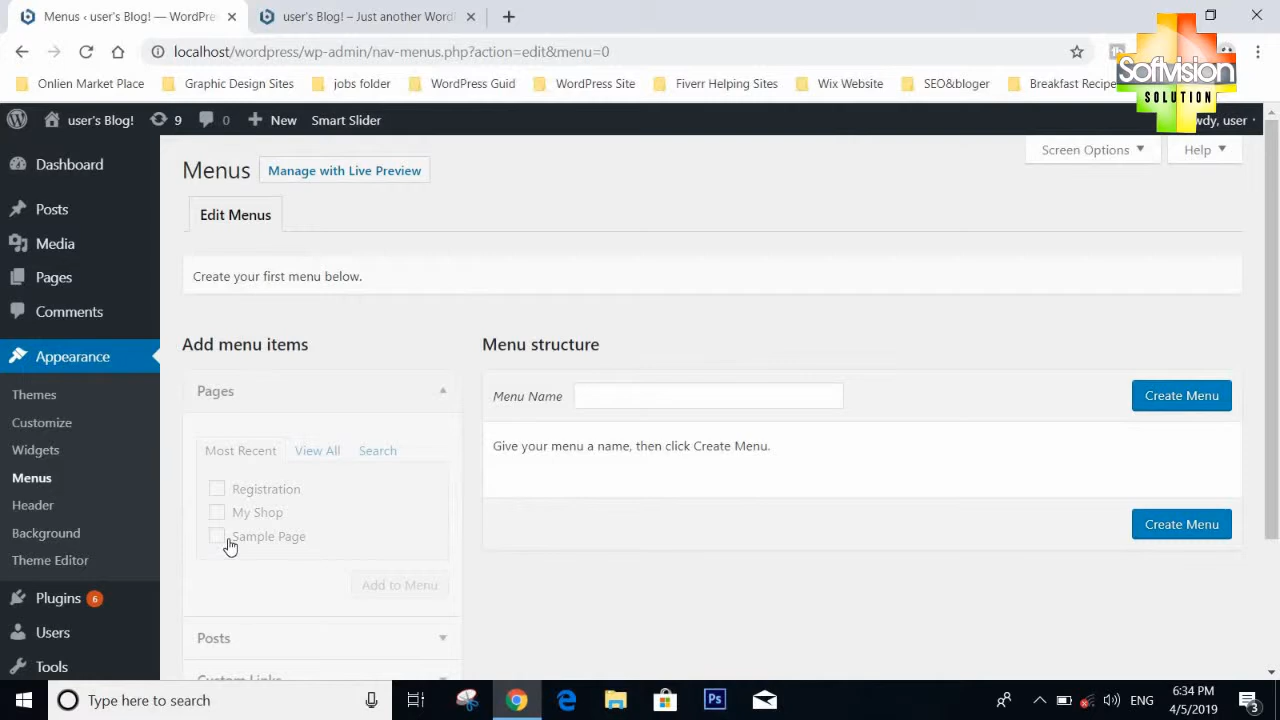 Menus ‹ user's Blog! — WordPre
user's Blog! – Just another Word
localhost/wordpress/wp-admin/nav-menus.php?action=edit&menu=0
Onlien Market Place
Graphic Design Sites
jobs folder
WordPress Guid
WordPress Site
Fiverr Helping Sites
Wix Website
SEO&bloger
Breakfast Recipe
Sofvision
SOLUTION
user's Blog!
9
0
New
Smart Slider
wdy, user
Dashboard
Posts
Media
Pages
Comments
Appearance
Themes
Customize
Widgets
Menus
Header
Background
Theme Editor
Plugins 6
Users
Tools
Screen Options
Help
Menus
Manage with Live Preview
Edit Menus
Create your first menu below.
Add menu items
Pages
Most Recent
View All
Search
Registration
My Shop
Sample Page
Add to Menu
Posts
Custom Links
Menu structure
Menu Name
Create Menu
Give your menu a name, then click Create Menu.
Create Menu
Type here to search
ENG
6:34 PM
4/5/2019
3